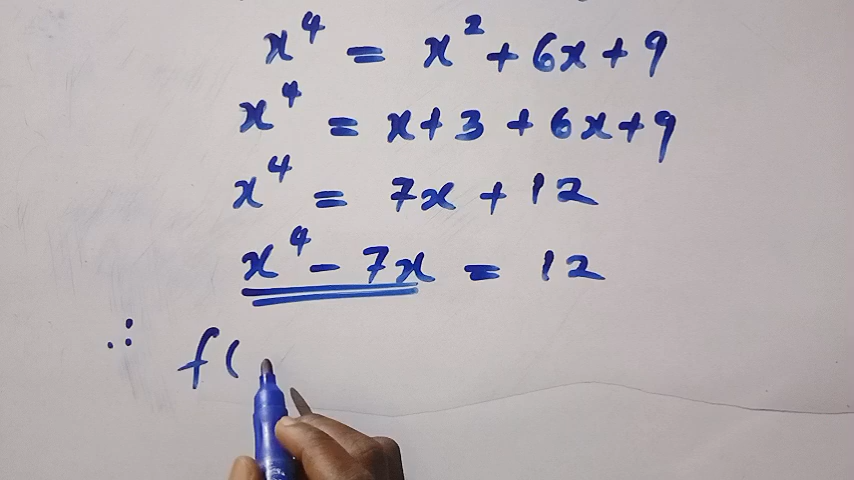 x⁴ = x² + 6x + 9
x⁴ = x + 3 + 6x + 9
x⁴ = 7x + 12
x⁴ - 7x = 12
∴ f(